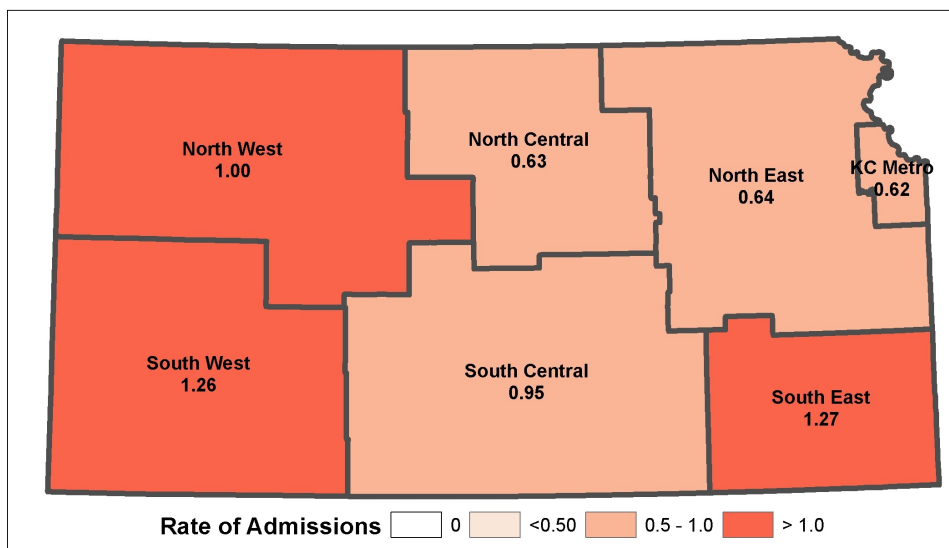 North West
1.00
North Central
0.63
North East
0.64
KC Metro
0.62
South West
1.26
South Central
0.95
South East
1.27
Rate of Admissions 0 <0.50 0.5 - 1.0 > 1.0